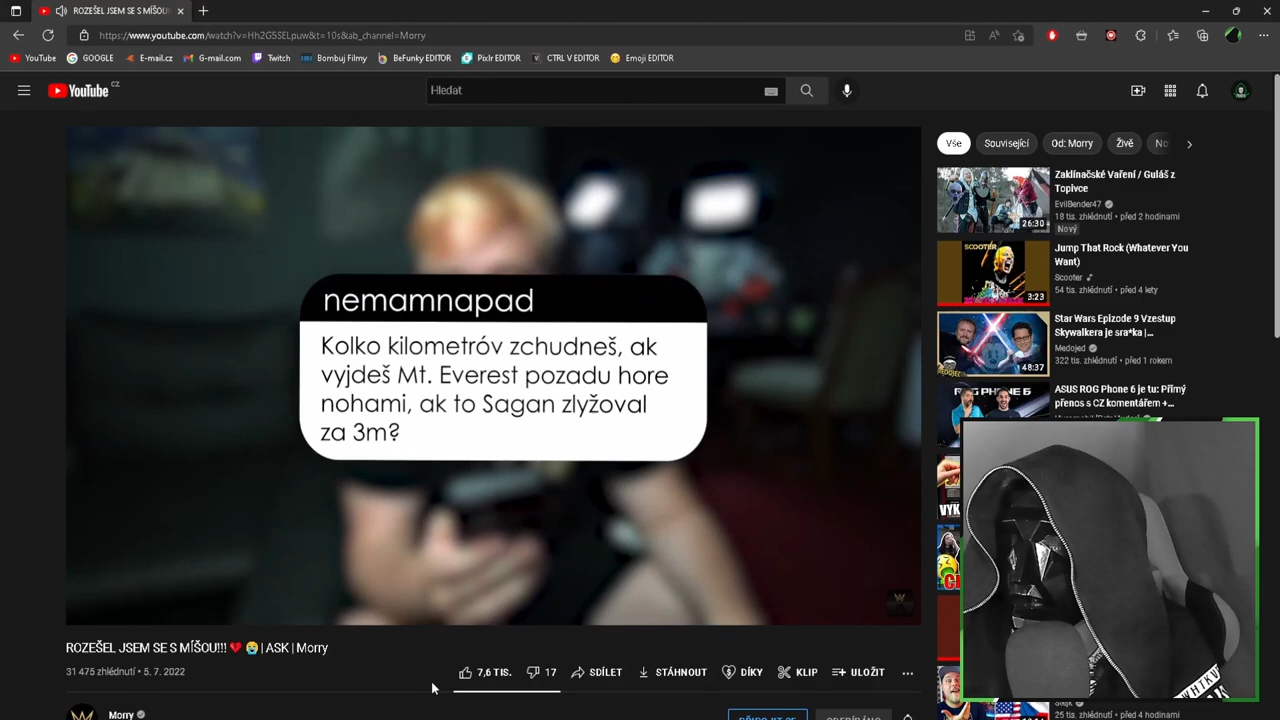 ROZEŠEL JSEM SE S MÍŠOU
https://www.youtube.com/watch?v=Hh2G5SELpuw&t=10s&ab_channel=Morry
YouTube
GOOGLE
E-mail.cz
G-mail.com
Twitch
Bombuj Filmy
BeFunky EDITOR
Pixlr EDITOR
CTRL V EDITOR
Emoji EDITOR
YouTube CZ
Hledat
nemamnapad
Kolko kilometróv zchudneš, ak
vyjdeš Mt. Everest pozadu hore
nohami, ak to Sagan zlyžoval
za 3m?
ROZEŠEL JSEM SE S MÍŠOU!!! 💔 😭 | ASK | Morry
31 475 zhlédnutí • 5. 7. 2022
7,6 TIS.
17
SDÍLET
STÁHNOUT
DÍKY
KLIP
ULOŽIT
Morry
Vše
Související
Od: Morry
Živě
Zaklínačské Vaření / Guláš z
Topivce
EvilBender47
18 tis. zhlédnutí • před 2 hodinami
Nový
26:30
SCOOTER
Jump That Rock (Whatever You
Want)
Scooter
54 tis. zhlédnutí • před 4 lety
3:23
Star Wars Epizode 9 Vzestup
Skywalkera je sra*ka |...
Medojed
322 tis. zhlédnutí • před 1 rokem
48:37
ROG PHONE 6
ASUS ROG Phone 6 je tu: Přímý
přenos s CZ komentářem +...
VYK
25 tis. zhlédnutí • před 4 hodinami